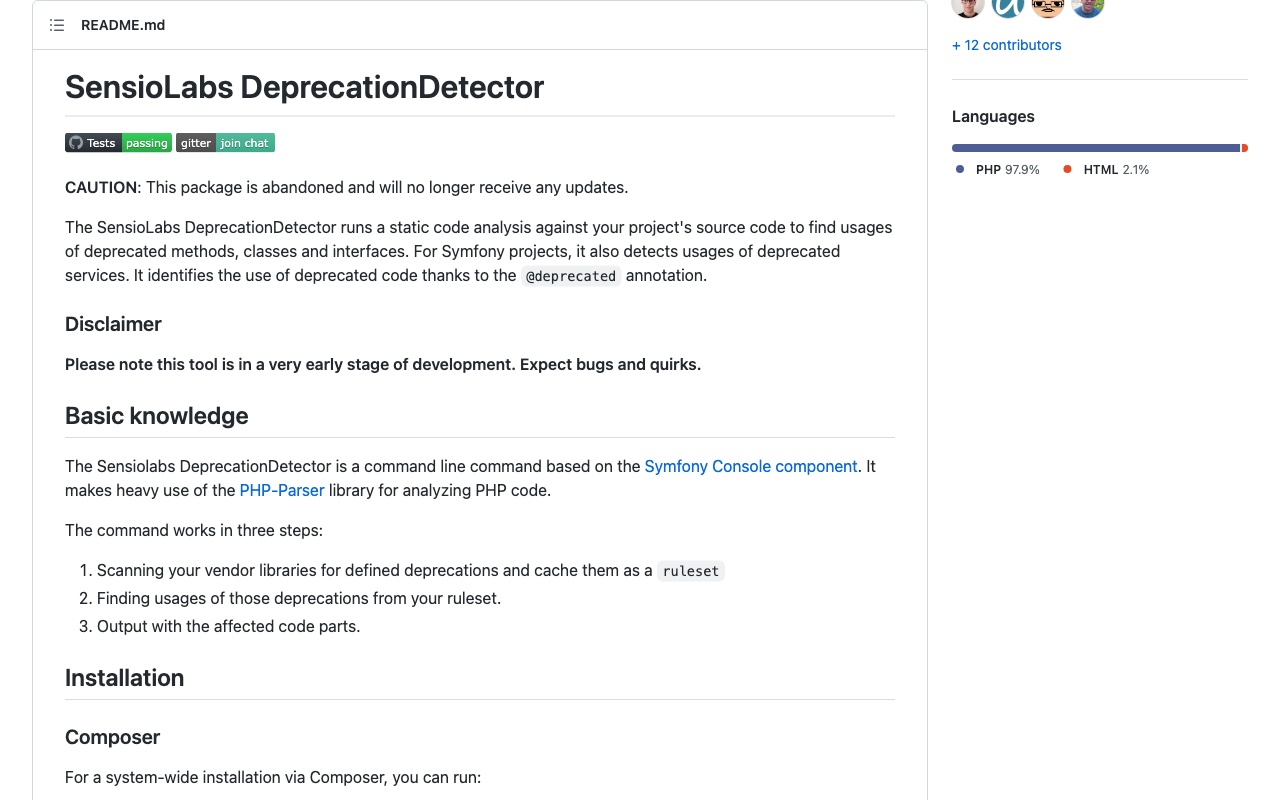 README.md
SensioLabs DeprecationDetector
Tests passing gitter join chat
CAUTION: This package is abandoned and will no longer receive any updates.
The SensioLabs DeprecationDetector runs a static code analysis against your project's source code to find usages
of deprecated methods, classes and interfaces. For Symfony projects, it also detects usages of deprecated
services. It identifies the use of deprecated code thanks to the @deprecated annotation.
Disclaimer
Please note this tool is in a very early stage of development. Expect bugs and quirks.
Basic knowledge
The Sensiolabs DeprecationDetector is a command line command based on the Symfony Console component. It
makes heavy use of the PHP-Parser library for analyzing PHP code.
The command works in three steps:
1. Scanning your vendor libraries for defined deprecations and cache them as a ruleset
2. Finding usages of those deprecations from your ruleset.
3. Output with the affected code parts.
Installation
Composer
For a system-wide installation via Composer, you can run:
+ 12 contributors
Languages
PHP 97.9% HTML 2.1%